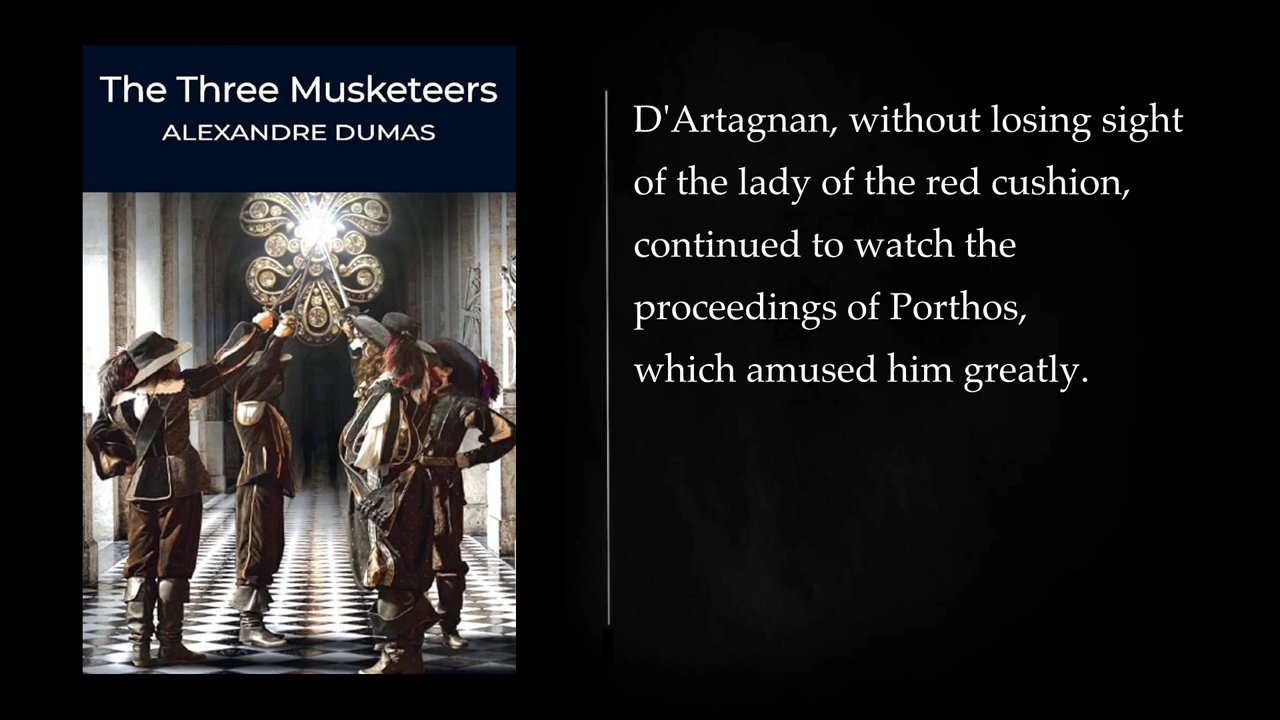 The Three Musketeers
ALEXANDRE DUMAS
D'Artagnan, without losing sight
of the lady of the red cushion,
continued to watch the
proceedings of Porthos,
which amused him greatly.